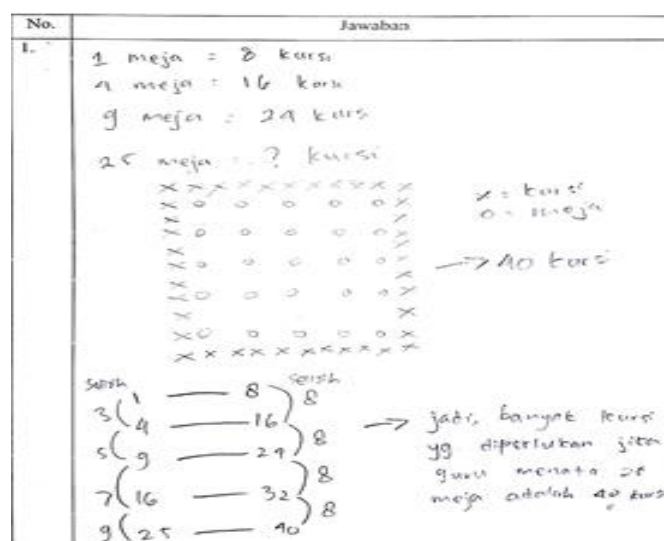 No. Jawaban
1. 1 meja = 8 kursi
4 meja = 16 kursi
9 meja = 24 kurs
25 meja = ? kursi
x x x x x x x x x x x
x o o o o o x
x x
x o o o o o x
x x
x o o o o o x
x x
x o o o o o x
x x
x o o o o o x
x x x x x x x x x x x
x = kursi
o = meja
→ 40 kursi
Selisih Selisih
1 — 8
3 8
4 — 16
5 8
9 — 24
7 8
16 — 32
9 8
25 — 40
→ jadi, banyak kursi
yg diperlukan jika
guru menata 25
meja adalah 40 kurs